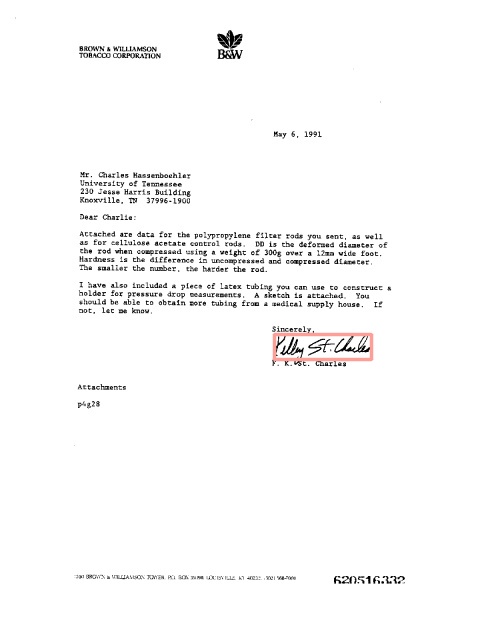 BROWN & WILLIAMSON
TOBACCO CORPORATION
B&W
May 6, 1991
Mr. Charles Hassenboehler
University of Tennessee
230 Jesse Harris Building
Knoxville, TN 37996-1900
Dear Charlie:
Attached are data for the polypropylene filter rods you sent, as well
as for cellulose acetate control rods. DD is the deformed diameter of
the rod when compressed using a weight of 300g over a 12mm wide foot.
Hardness is the difference in uncompressed and compressed diameter.
The smaller the number, the harder the rod.
I have also included a piece of latex tubing you can use to construct a
holder for pressure drop measurements. A sketch is attached. You
should be able to obtain more tubing from a medical supply house. If
not, let me know.
Sincerely,
Kelley St. Charles
F. K. St. Charles
Attachments
p4g28
BROWN & WILLIAMSON TOWER, P.O. BOX LOUISVILLE, KY
620516332